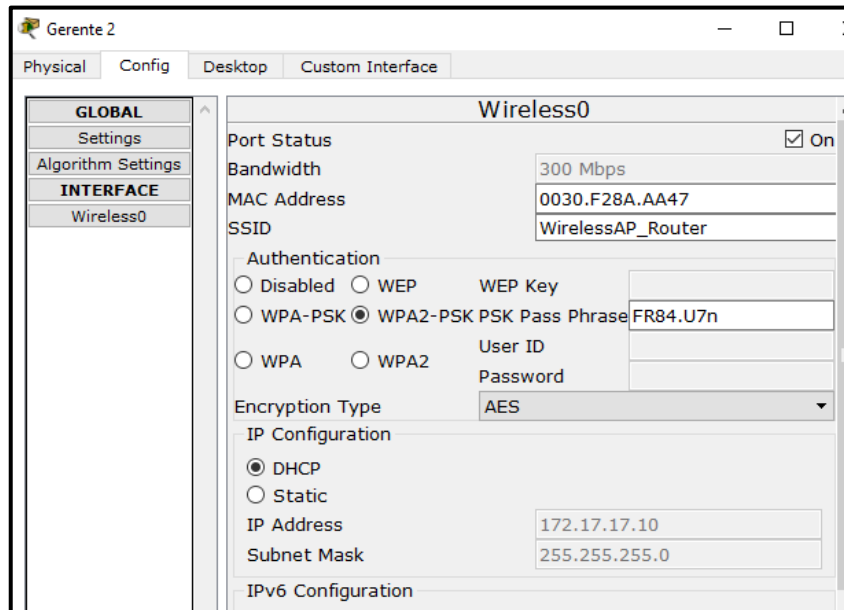 Gerente 2
Physical Config Desktop Custom Interface
GLOBAL
Settings
Algorithm Settings
INTERFACE
Wireless0
Wireless0
Port Status On
Bandwidth 300 Mbps
MAC Address 0030.F28A.AA47
SSID WirelessAP_Router
Authentication
Disabled WEP WEP Key
WPA-PSK WPA2-PSK PSK Pass Phrase FR84.U7n
WPA WPA2 User ID
Password
Encryption Type AES
IP Configuration
DHCP
Static
IP Address 172.17.17.10
Subnet Mask 255.255.255.0
IPv6 Configuration